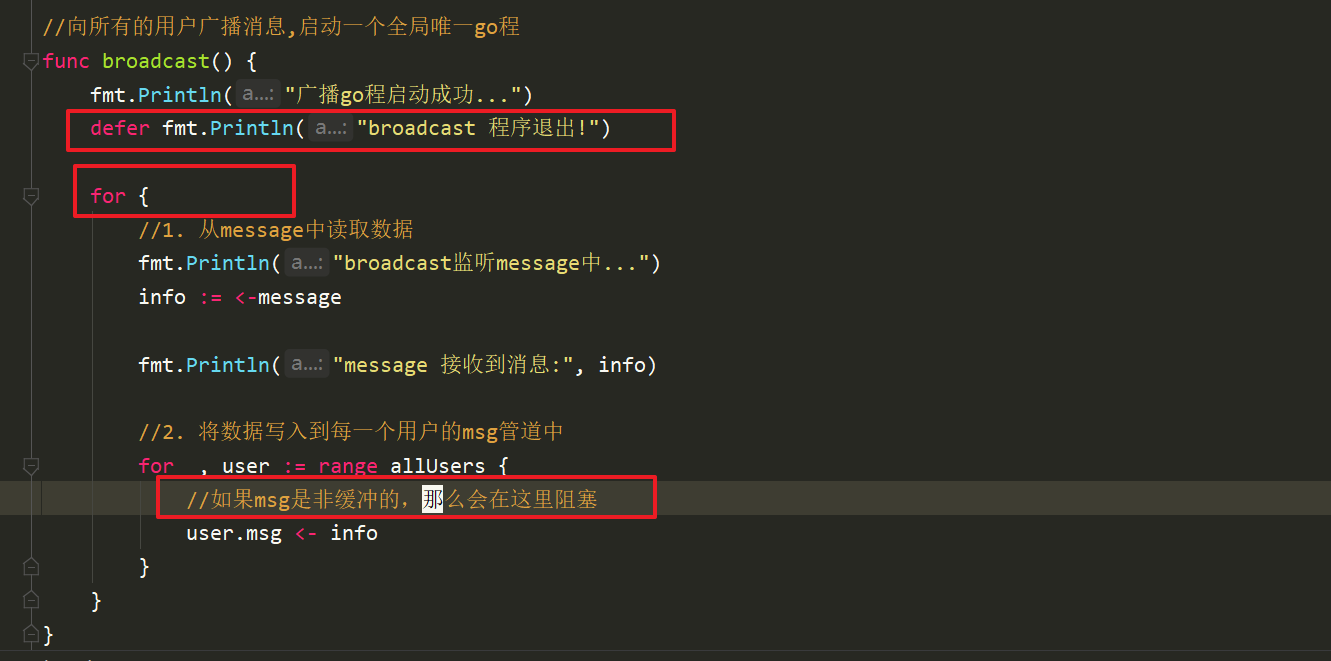 //向所有的用户广播消息,启动一个全局唯一go程
func broadcast() {
fmt.Println( a...: "广播go程启动成功...")
defer fmt.Println( a...: "broadcast 程序退出!")
for {
//1. 从message中读取数据
fmt.Println( a...: "broadcast监听message中...")
info := <-message
fmt.Println( a...: "message 接收到消息:", info)
//2. 将数据写入到每一个用户的msg管道中
for _, user := range allUsers {
//如果msg是非缓冲的，那么会在这里阻塞
user.msg <- info
}
}
}